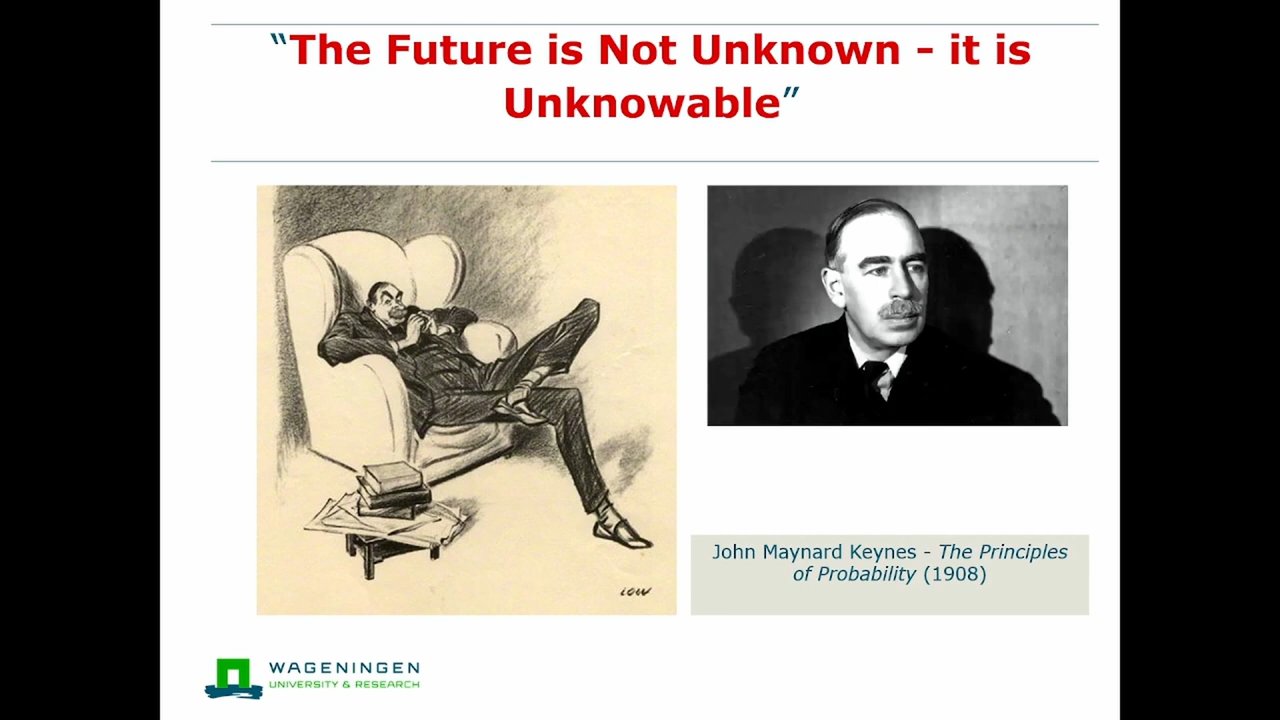 “The Future is Not Unknown - it is
Unknowable”
LOW
John Maynard Keynes - The Principles
of Probability (1908)
WAGENINGEN
UNIVERSITY & RESEARCH